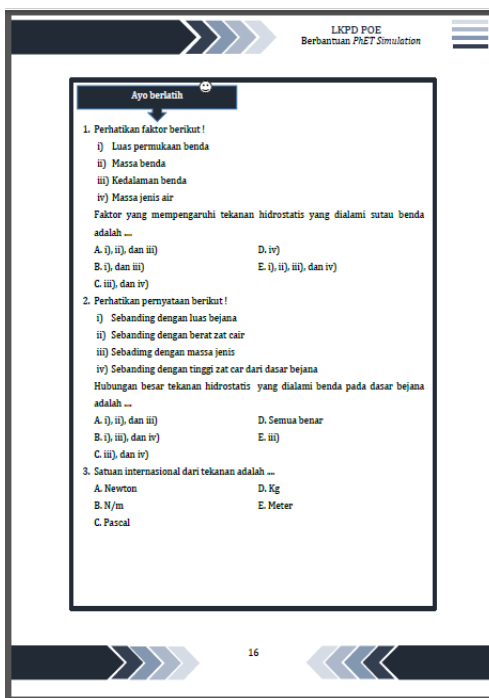 LKPD POE
Berbantuan PhET Simulation
Ayo berlatih
1. Perhatikan faktor berikut !
i) Luas permukaan benda
ii) Massa benda
iii) Kedalaman benda
iv) Massa jenis air
Faktor yang mempengaruhi tekanan hidrostatis yang dialami sutau benda
adalah ....
A. i), ii), dan iii)
D. iv)
B. i), dan iii)
E. i), ii), iii), dan iv)
C. iii), dan iv)
2. Perhatikan pernyataan berikut !
i) Sebanding dengan luas bejana
ii) Sebanding dengan berat zat cair
iii) Sebadimg dengan massa jenis
iv) Sebanding dengan tinggi zat car dari dasar bejana
Hubungan besar tekanan hidrostatis yang dialami benda pada dasar bejana
adalah ....
A. i), ii), dan iii)
D. Semua benar
B. i), iii), dan iv)
E. iii)
C. iii), dan iv)
3. Satuan internasional dari tekanan adalah ....
A. Newton
D. Kg
B. N/m
E. Meter
C. Pascal
16